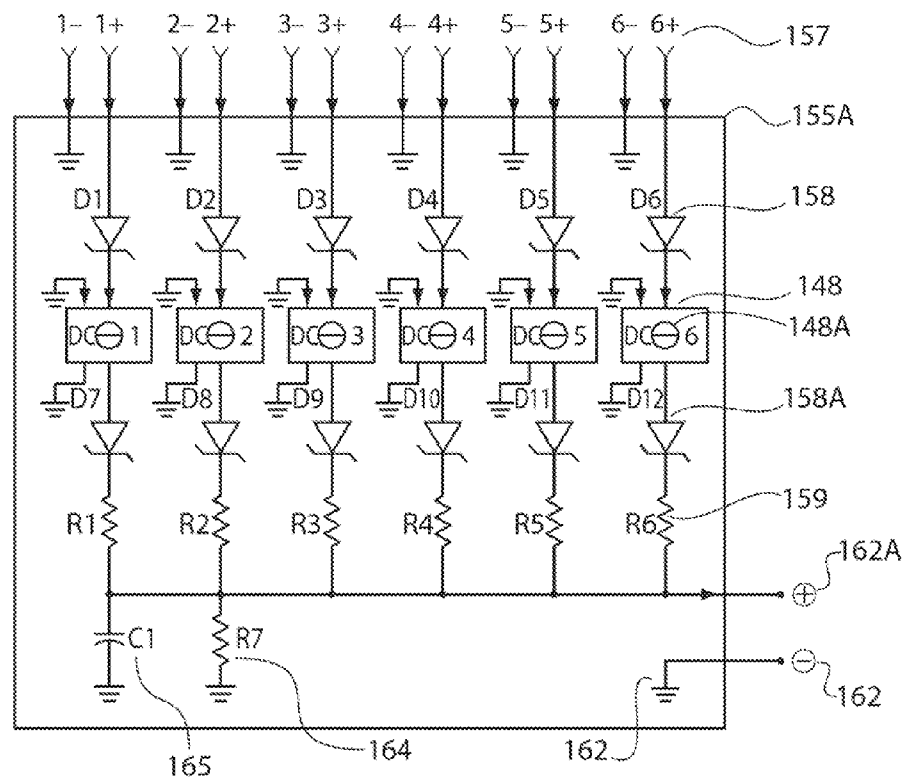 1– 1+ 2– 2+ 3– 3+ 4– 4+ 5– 5+ 6– 6+ 157
155A
D1 D2 D3 D4 D5 D6 158
148
DC 1 DC 2 DC 3 DC 4 DC 5 DC 6 148A
D7 D8 D9 D10 D11 D12 158A
159
R1 R2 R3 R4 R5 R6
162A
+
C1 R7
–
162 162
165 164